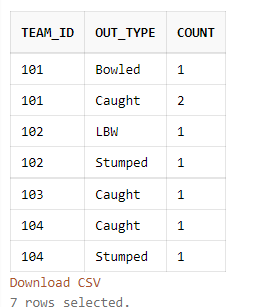 TEAM_ID OUT_TYPE COUNT
101 Bowled 1
101 Caught 2
102 LBW 1
102 Stumped 1
103 Caught 1
104 Caught 1
104 Stumped 1
Download CSV
7 rows selected.